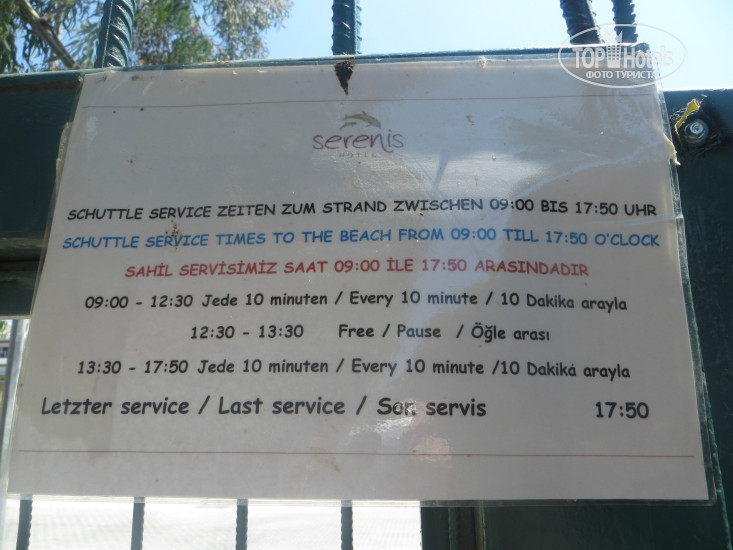 TOPHotels
ФОТО ТУРИСТА
serenis
HOTEL
SCHUTTLE SERVICE ZEITEN ZUM STRAND ZWISCHEN 09:00 BIS 17:50 UHR
SCHUTTLE SERVICE TIMES TO THE BEACH FROM 09:00 TILL 17:50 O'CLOCK
SAHİL SERVİSİMİZ SAAT 09:00 İLE 17:50 ARASINDADIR
09:00 - 12:30 Jede 10 minuten / Every 10 minute / 10 Dakika arayla
12:30 - 13:30 Free / Pause / Öğle arası
13:30 - 17:50 Jede 10 minuten / Every 10 minute /10 Dakika arayla
Letzter service / Last service / Son servis 17:50